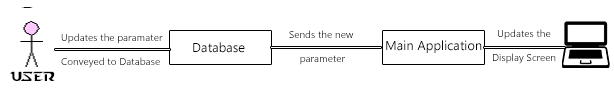 Updates the paramater
Conveyed to Database
USER
Database
Sends the new
parameter
Main Application
Updates the
Display Screen